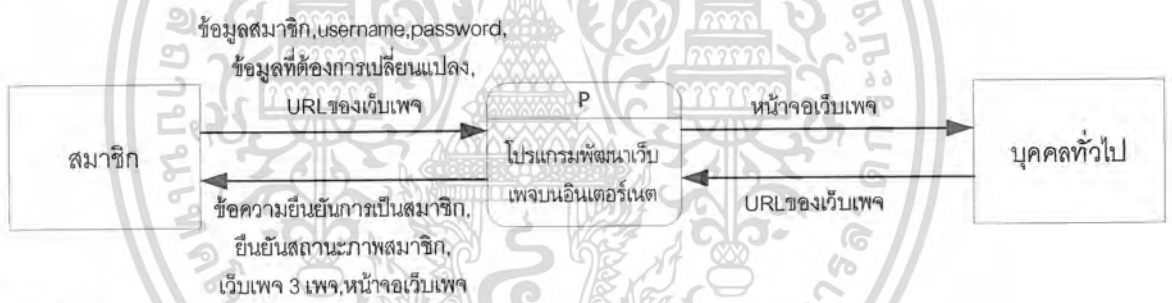 ข้อมูลสมาชิก,username,password,
ข้อมูลที่ต้องการเปลี่ยนแปลง,
URLของเว็บเพจ
สมาชิก
ข้อความยืนยันการเป็นสมาชิก,
ยืนยันสถานะภาพสมาชิก,
เว็บเพจ 3 เพจ,หน้าจอเว็บเพจ
P
โปรแกรมพัฒนาเว็บ
เพจบนอินเตอร์เนต
หน้าจอเว็บเพจ
URLของเว็บเพจ
บุคคลทั่วไป